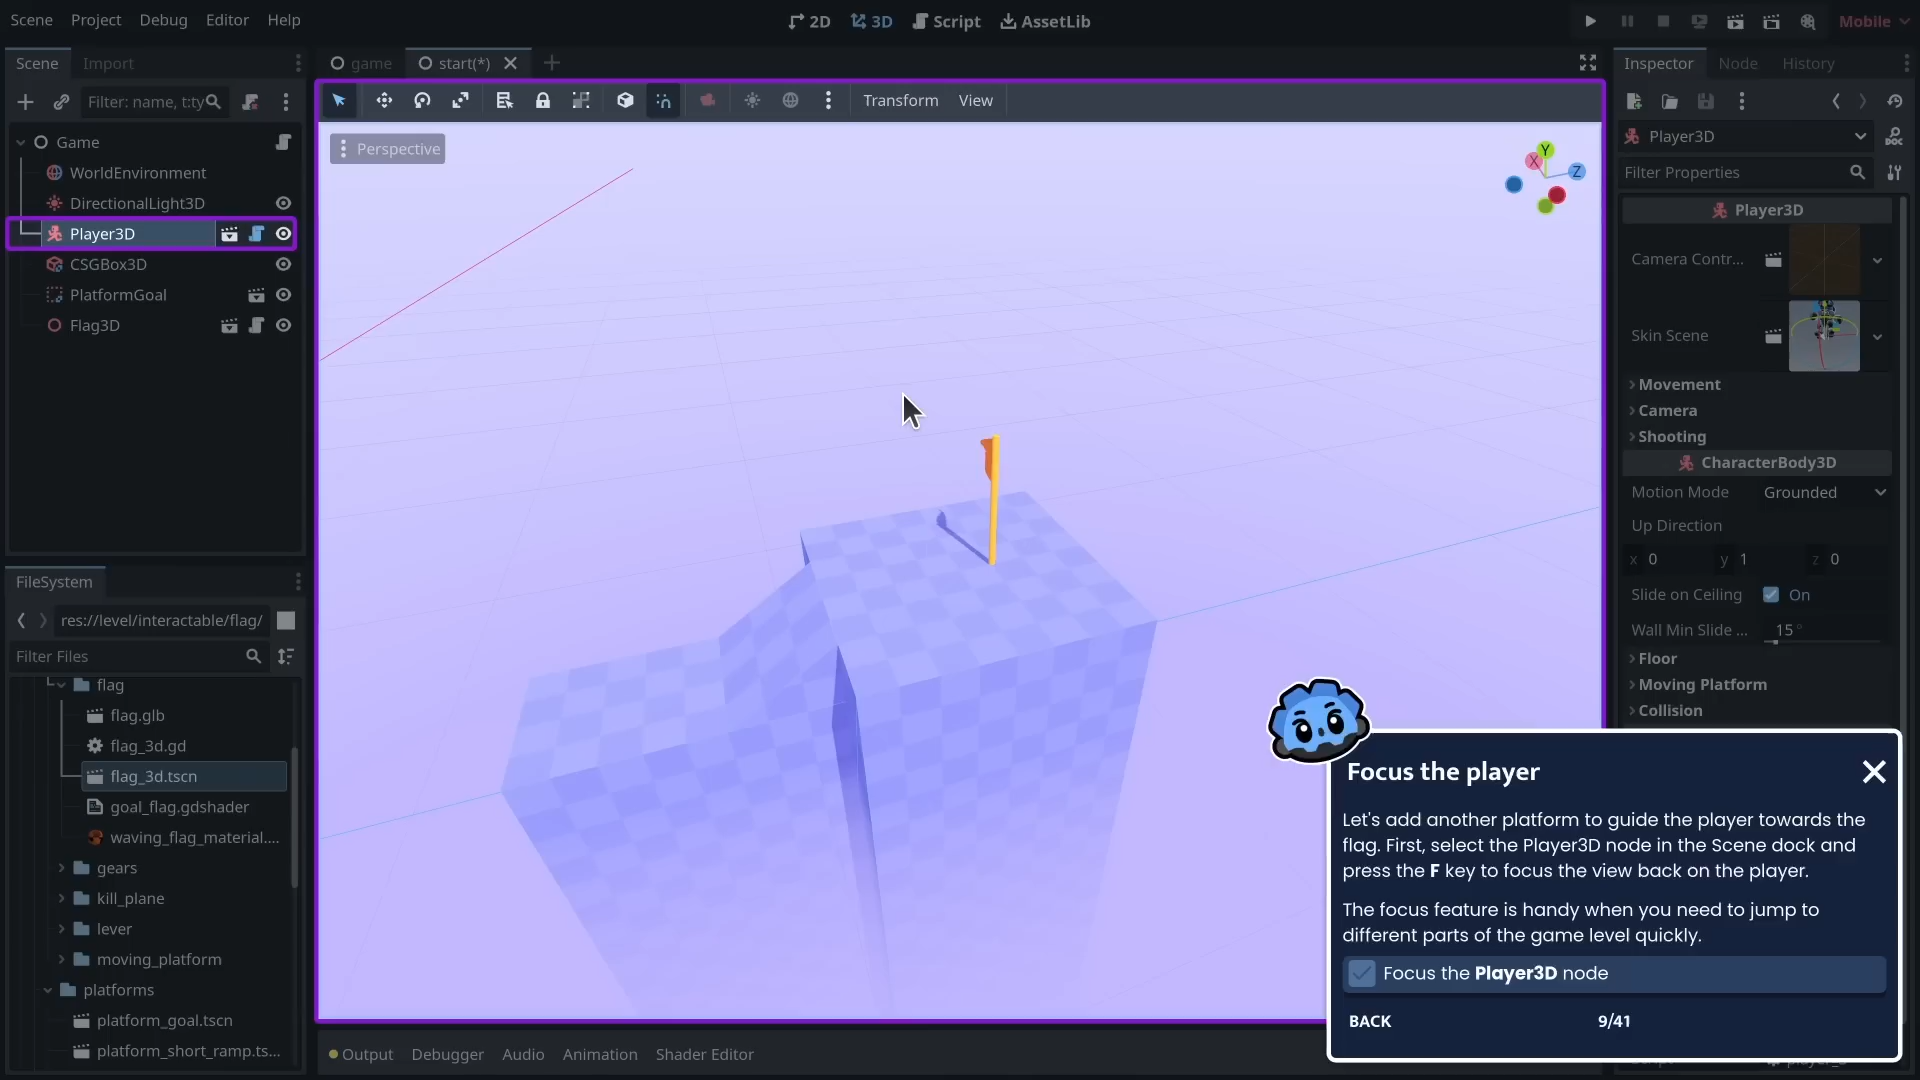 Scene Project Debug Editor Help
2D 3D Script AssetLib
Mobile
Scene Import
game start(*)
Inspector Node History
Filter: name, t:ty
Transform View
Game
WorldEnvironment
DirectionalLight3D
Player3D
CSGBox3D
PlatformGoal
Flag3D
Perspective
Y
X
Z
Player3D
DOC
Filter Properties
Player3D
Camera Contr...
Skin Scene
Movement
Camera
Shooting
CharacterBody3D
Motion Mode Grounded
Up Direction
x 0 y 1 z 0
Slide on Ceiling On
Wall Min Slide ... 15 °
Floor
Moving Platform
Collision
FileSystem
res://level/interactable/flag/
Filter Files
flag
flag.glb
flag_3d.gd
flag_3d.tscn
goal_flag.gdshader
waving_flag_material....
gears
kill_plane
lever
moving_platform
platforms
platform_goal.tscn
platform_short_ramp.ts...
Focus the player
Let's add another platform to guide the player towards the
flag. First, select the Player3D node in the Scene dock and
press the F key to focus the view back on the player.
The focus feature is handy when you need to jump to
different parts of the game level quickly.
Focus the Player3D node
BACK 9/41
Output Debugger Audio Animation Shader Editor